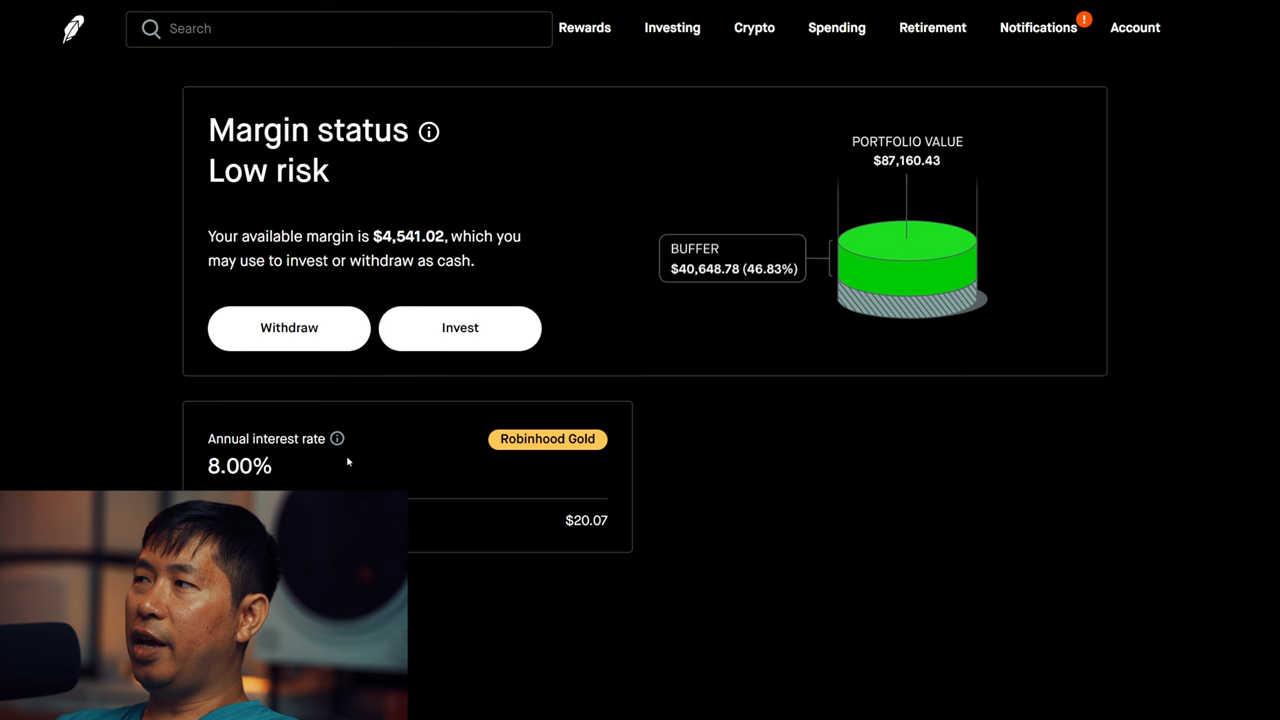 Search
Rewards
Investing
Crypto
Spending
Retirement
Notifications
!
Account
Margin status
Low risk
Your available margin is $4,541.02, which you
may use to invest or withdraw as cash.
Withdraw
Invest
PORTFOLIO VALUE
$87,160.43
BUFFER
$40,648.78 (46.83%)
Annual interest rate
Robinhood Gold
8.00%
$20.07